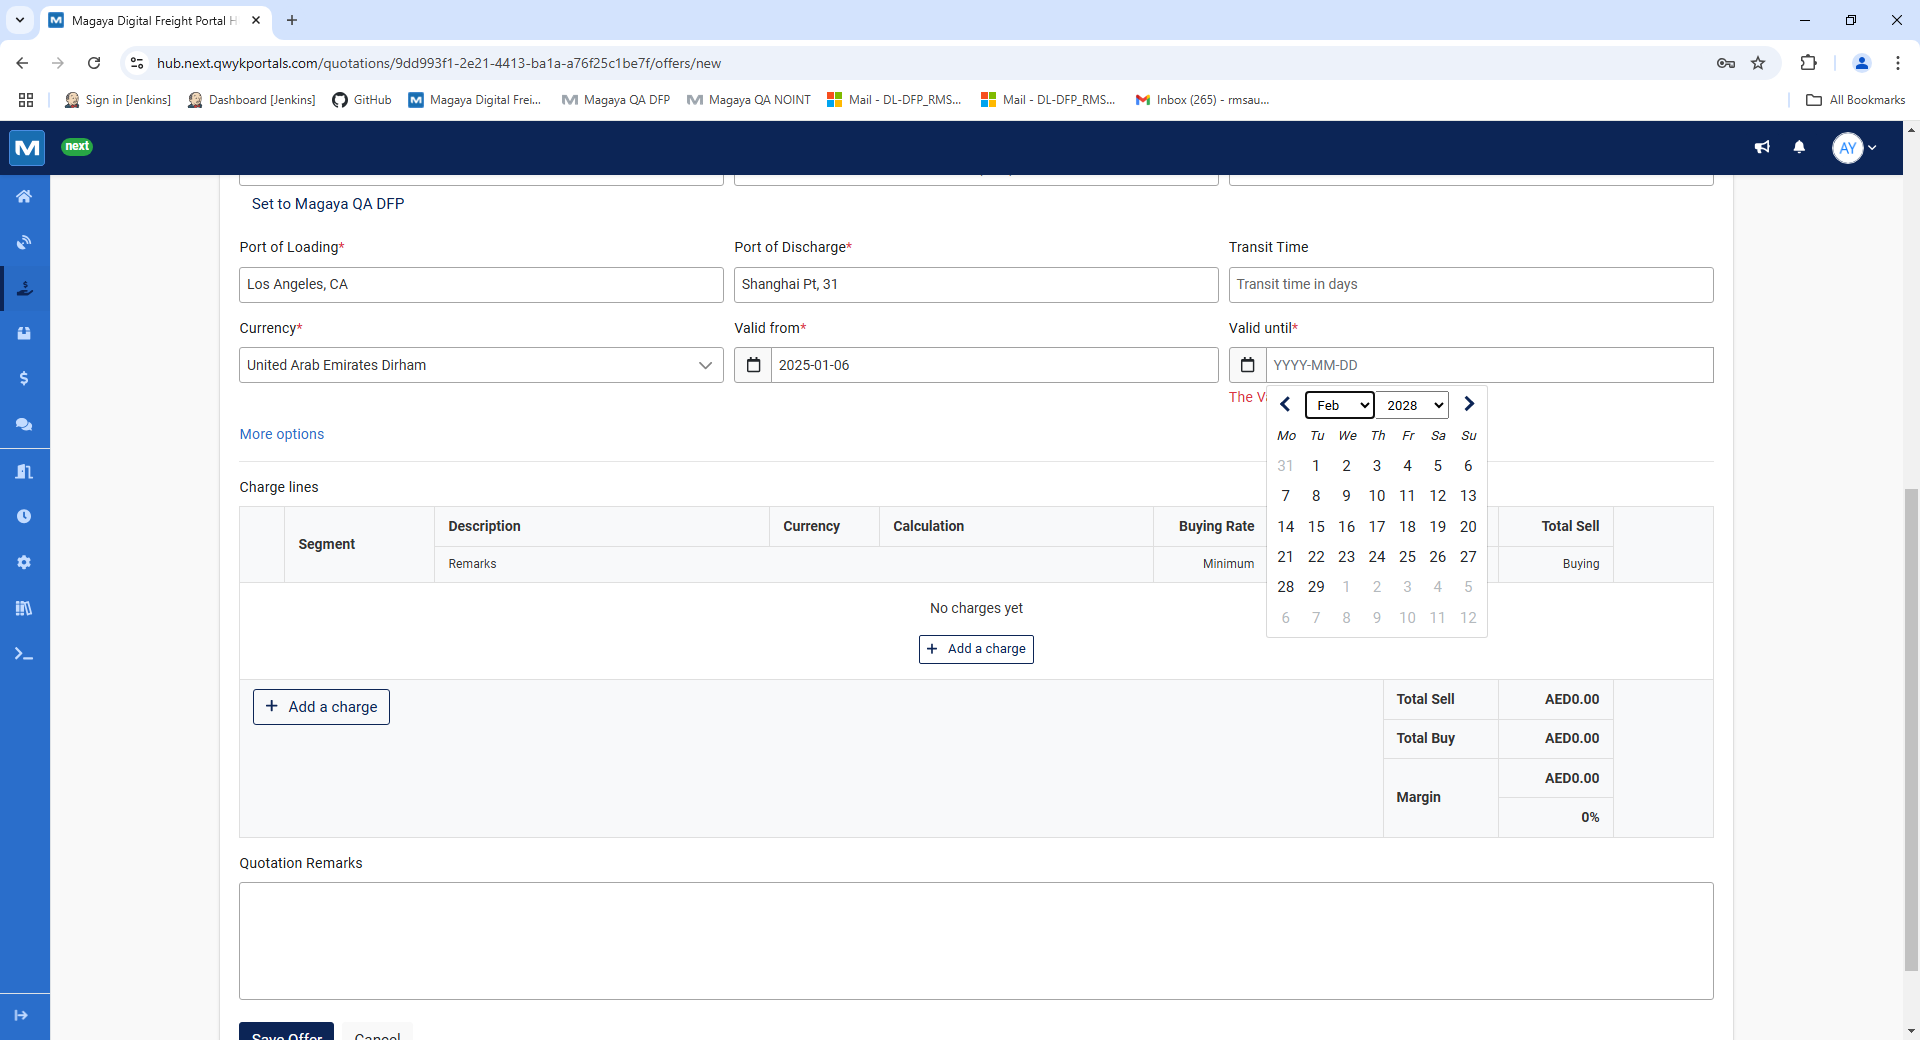 Magaya Digital Freight Portal H
hub.next.qwykportals.com/quotations/9dd993f1-2e21-4413-ba1a-a76f25c1be7f/offers/new
Sign in [Jenkins]
Dashboard [Jenkins]
GitHub
Magaya Digital Frei...
Magaya QA DFP
Magaya QA NOINT
Mail - DL-DFP_RMS...
Mail - DL-DFP_RMS...
Inbox (265) - rmsau...
All Bookmarks
next
AY
Set to Magaya QA DFP
Port of Loading*
Port of Discharge*
Transit Time
Los Angeles, CA
Shanghai Pt, 31
Transit time in days
Currency*
Valid from*
Valid until*
United Arab Emirates Dirham
2025-01-06
YYYY-MM-DD
The
Feb 2028
Mo Tu We Th Fr Sa Su
31 1 2 3 4 5 6
7 8 9 10 11 12 13
14 15 16 17 18 19 20
21 22 23 24 25 26 27
28 29 1 2 3 4 5
6 7 8 9 10 11 12
More options
Charge lines
Segment
Description
Currency
Calculation
Buying Rate
Total Sell
Remarks
Minimum
Buying
No charges yet
+ Add a charge
+ Add a charge
Total Sell AED0.00
Total Buy AED0.00
Margin AED0.00
0%
Quotation Remarks
Save Offer
Cancel